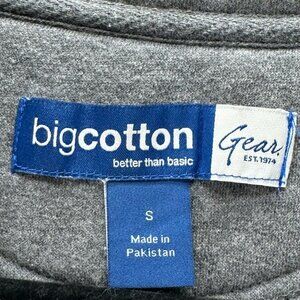 bigcotton
better than basic
Gear
EST. 1974
S
Made in
Pakistan